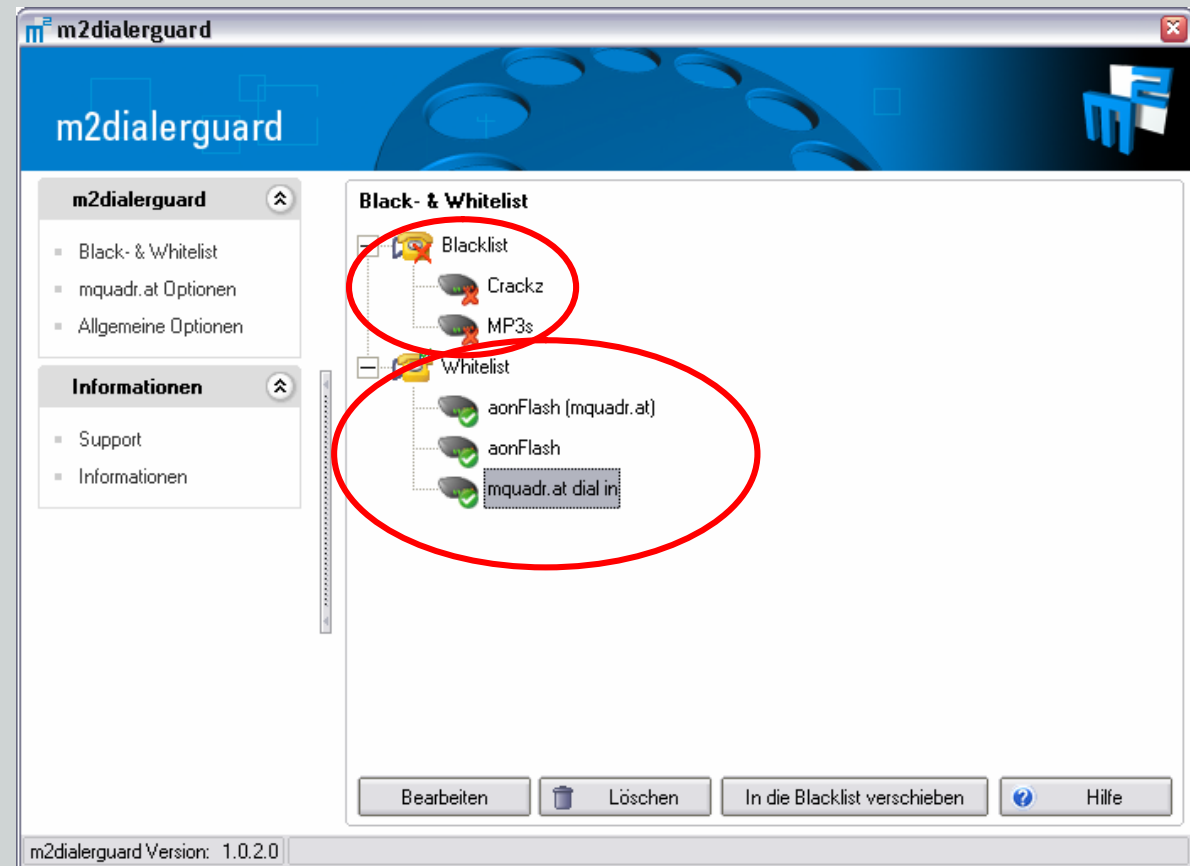 m² m2dialerguard
m2dialerguard
m²
m2dialerguard
Black- & Whitelist
mquadr.at Optionen
Allgemeine Optionen
Informationen
Support
Informationen
Black- & Whitelist
Blacklist
Crackz
MP3s
Whitelist
aonFlash (mquadr.at)
aonFlash
mquadr.at dial in
Bearbeiten
Löschen
In die Blacklist verschieben
Hilfe
m2dialerguard Version: 1.0.2.0